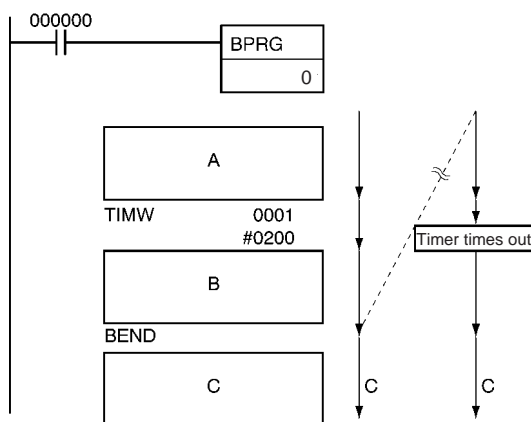 000000
BPRG
0
A
TIMW 0001
#0200
Timer times out
B
BEND
C C C